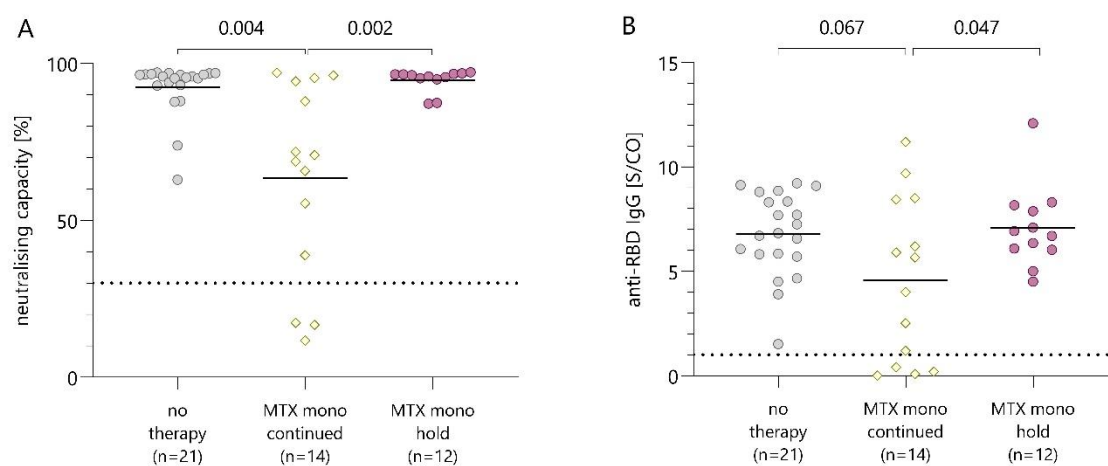 A
0.004
0.002
neutralising capacity [%]
100
50
0
no
therapy
(n=21)
MTX mono
continued
(n=14)
MTX mono
hold
(n=12)
B
0.067
0.047
anti-RBD IgG [S/CO]
15
10
5
0
no
therapy
(n=21)
MTX mono
continued
(n=14)
MTX mono
hold
(n=12)